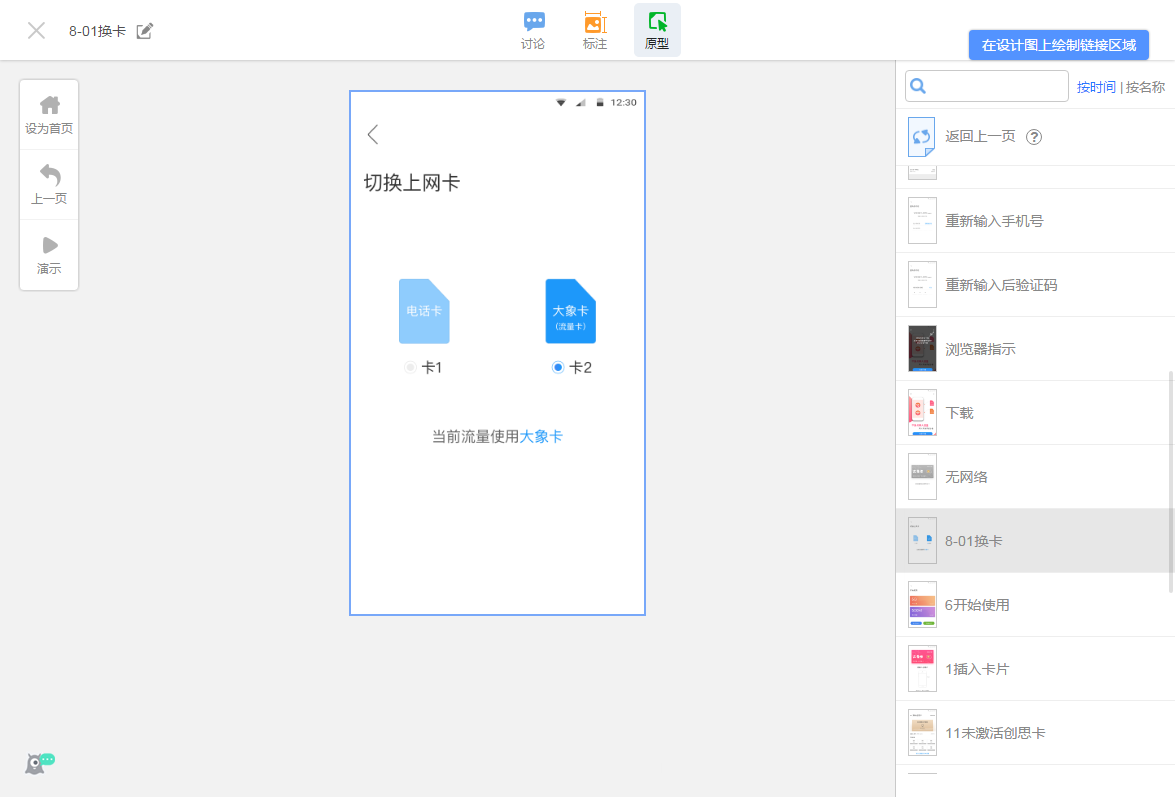 8-01换卡
讨论
标注
原型
在设计图上绘制链接区域
设为首页
上一页
演示
12:30
切换上网卡
电话卡
大象卡
(流量卡)
卡1
卡2
当前流量使用大象卡
按时间 | 按名称
返回上一页 ?
重新输入手机号
重新输入后验证码
浏览器指示
下载
无网络
8-01换卡
6开始使用
1插入卡片
11未激活创思卡